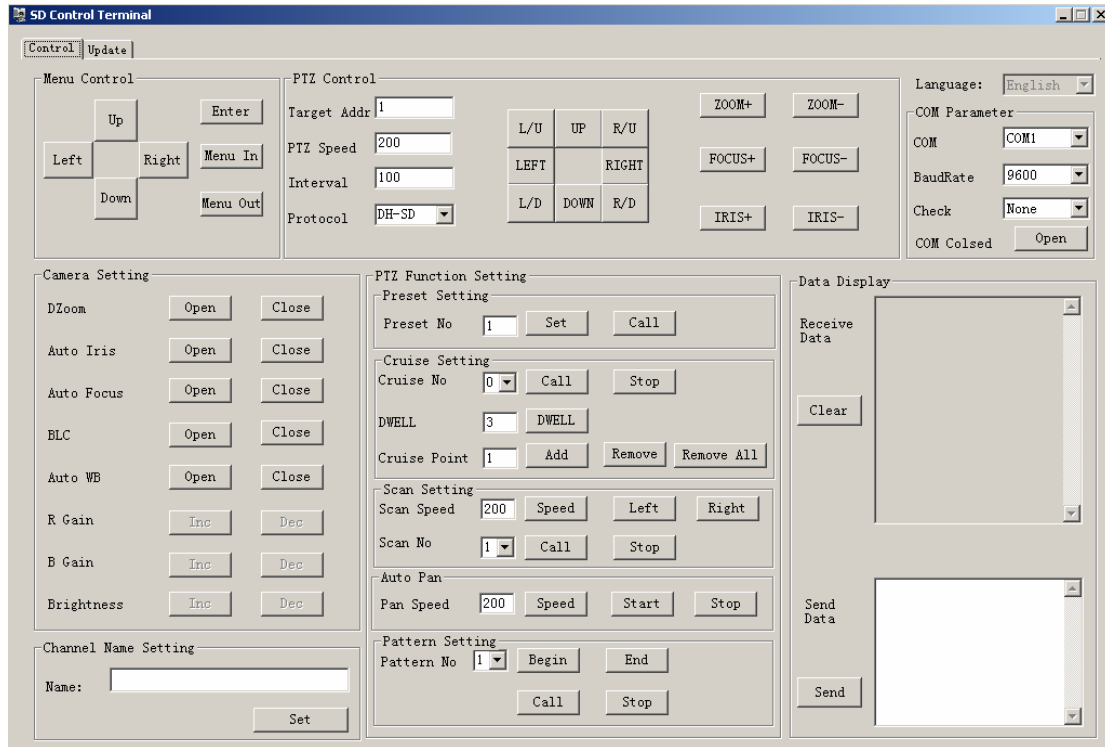 SD Control Terminal
Control Update
Menu Control
Up
Enter
Left
Right
Menu In
Down
Menu Out
PTZ Control
Target Addr 1
PTZ Speed 200
Interval 100
Protocol DH-SD
L/U UP R/U
LEFT RIGHT
L/D DOWN R/D
ZOOM+ ZOOM-
FOCUS+ FOCUS-
IRIS+ IRIS-
Language: English
COM Parameter
COM COM1
BaudRate 9600
Check None
COM Colsed Open
Camera Setting
DZoom Open Close
Auto Iris Open Close
Auto Focus Open Close
BLC Open Close
Auto WB Open Close
R Gain Inc Dec
B Gain Inc Dec
Brightness Inc Dec
Channel Name Setting
Name:
Set
PTZ Function Setting
Preset Setting
Preset No 1 Set Call
Cruise Setting
Cruise No 0 Call Stop
DWELL 3 DWELL
Cruise Point 1 Add Remove Remove All
Scan Setting
Scan Speed 200 Speed Left Right
Scan No 1 Call Stop
Auto Pan
Pan Speed 200 Speed Start Stop
Pattern Setting
Pattern No 1 Begin End
Call Stop
Data Display
Receive
Data
Clear
Send
Data
Send